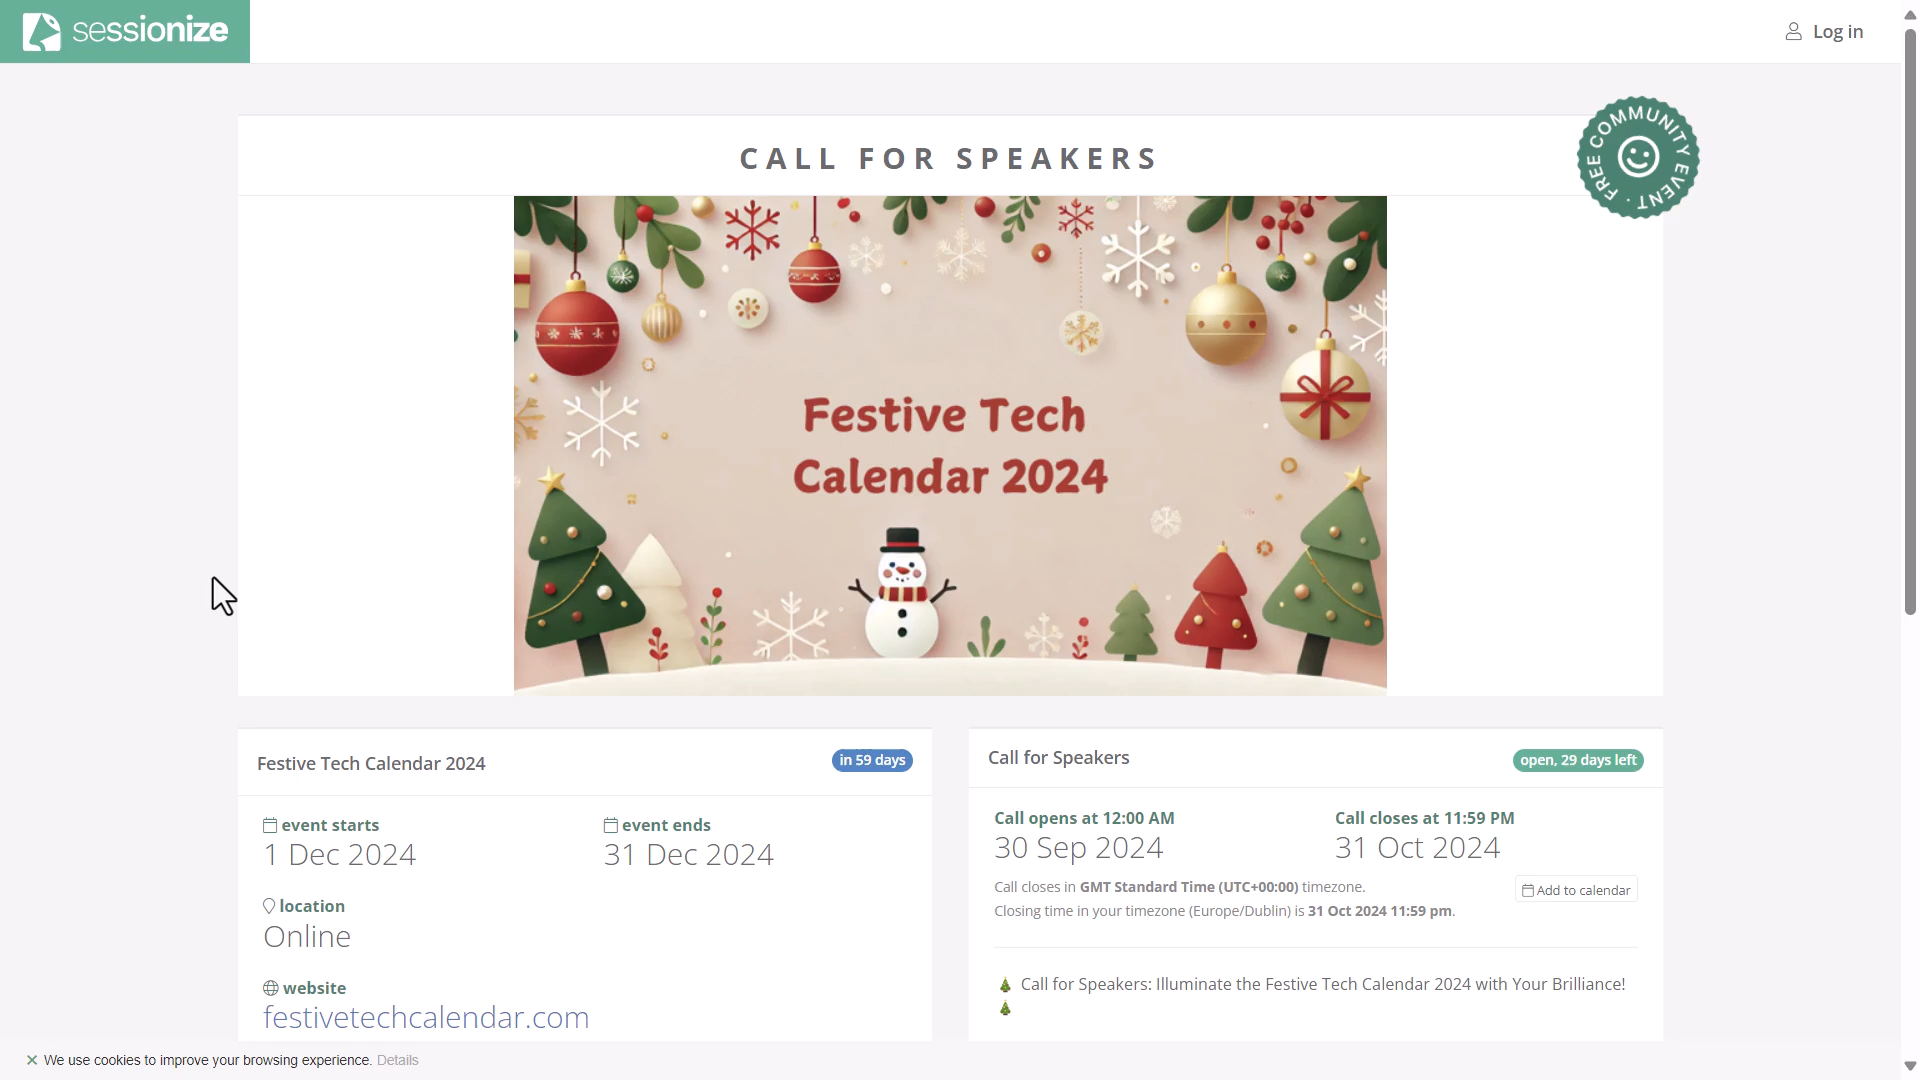 sessionize
Log in
CALL FOR SPEAKERS
FREE COMMUNITY EVENT ·
Festive Tech
Calendar 2024
Festive Tech Calendar 2024
in 59 days
event starts
event ends
1 Dec 2024
31 Dec 2024
location
Online
website
festivetechcalendar.com
Call for Speakers
open, 29 days left
Call opens at 12:00 AM
Call closes at 11:59 PM
30 Sep 2024
31 Oct 2024
Call closes in GMT Standard Time (UTC+00:00) timezone.
Closing time in your timezone (Europe/Dublin) is 31 Oct 2024 11:59 pm.
Add to calendar
🎄 Call for Speakers: Illuminate the Festive Tech Calendar 2024 with Your Brilliance!
🎄
We use cookies to improve your browsing experience. Details